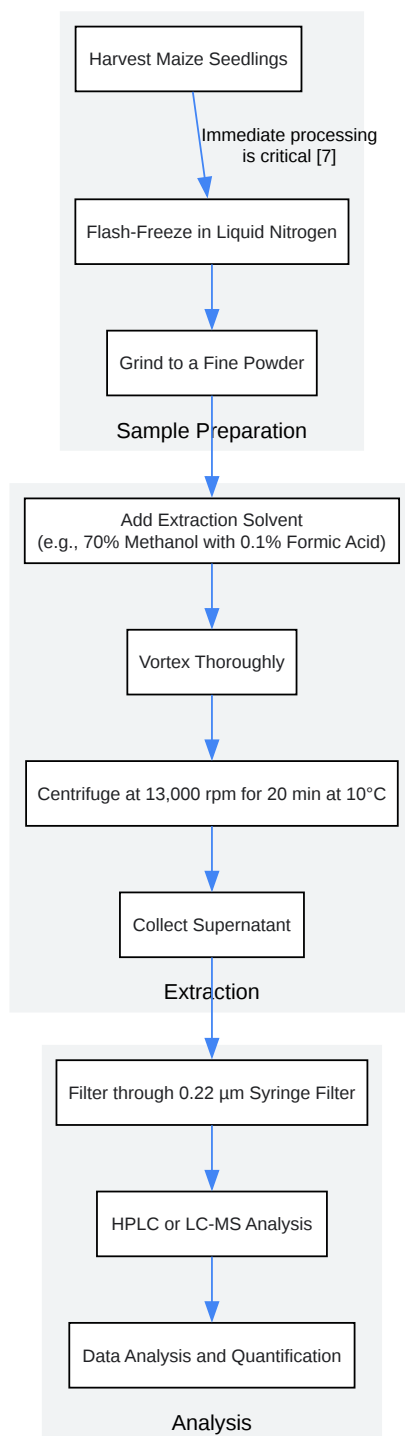 Harvest Maize Seedlings
Immediate processing
is critical [7]
Flash-Freeze in Liquid Nitrogen
Grind to a Fine Powder
Sample Preparation
Add Extraction Solvent
(e.g., 70% Methanol with 0.1% Formic Acid)
Vortex Thoroughly
Centrifuge at 13,000 rpm for 20 min at 10°C
Collect Supernatant
Extraction
Filter through 0.22 µm Syringe Filter
HPLC or LC-MS Analysis
Data Analysis and Quantification
Analysis